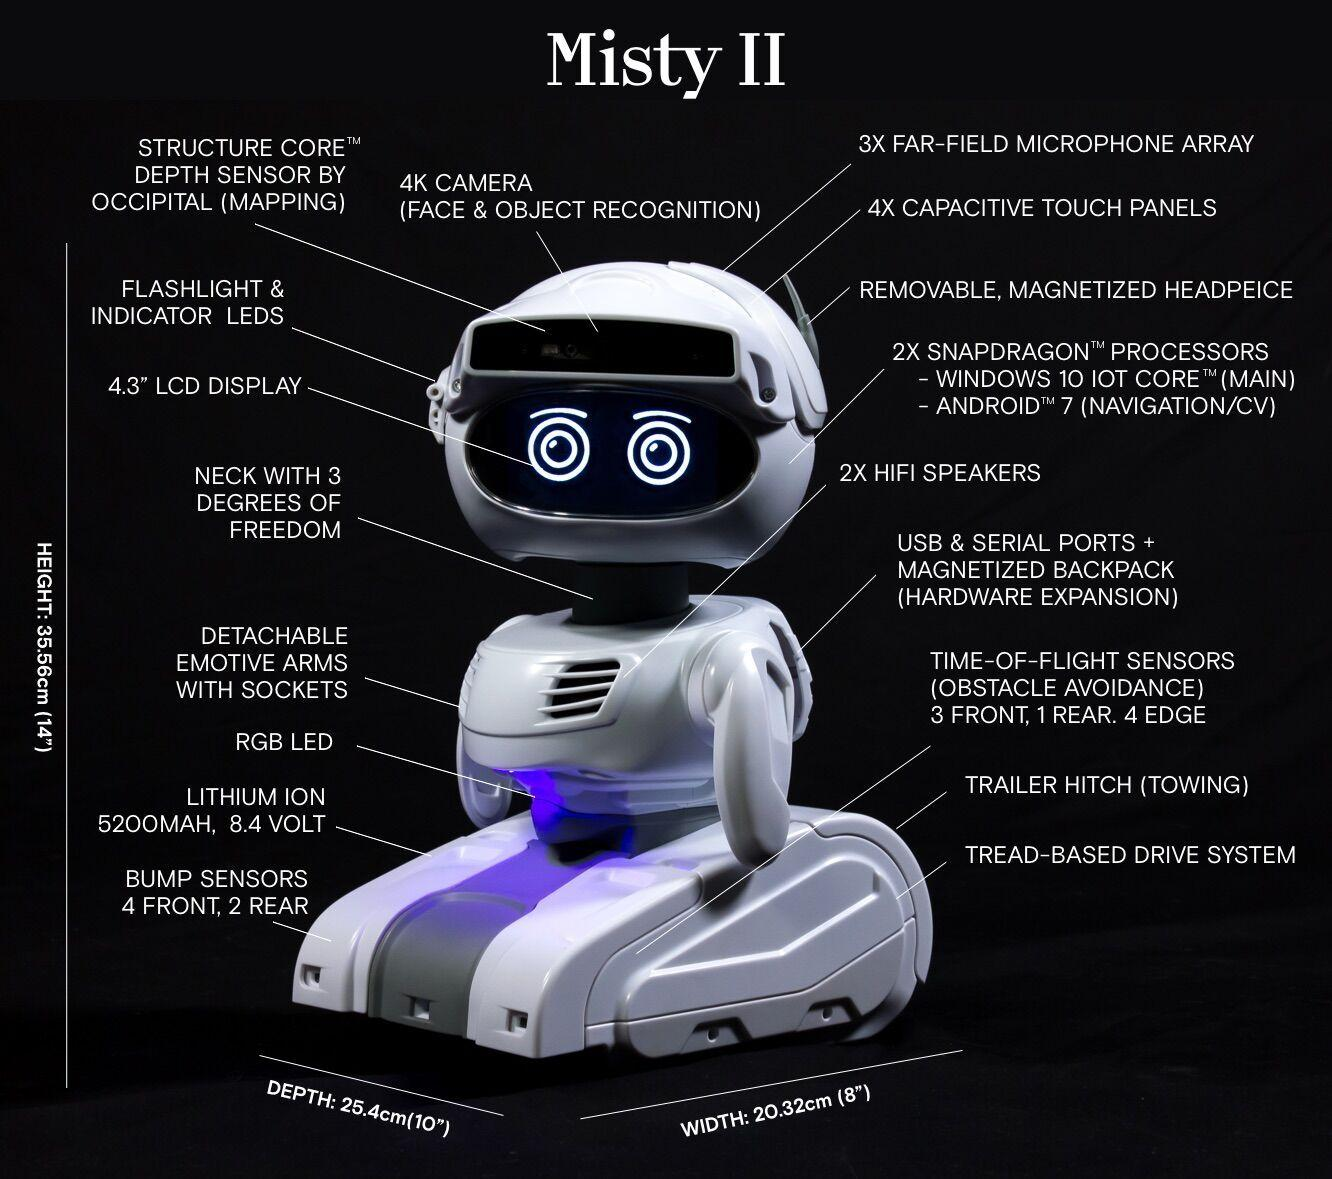 Misty II
STRUCTURE CORE™
DEPTH SENSOR BY
OCCIPITAL (MAPPING)
4K CAMERA
(FACE & OBJECT RECOGNITION)
3X FAR-FIELD MICROPHONE ARRAY
4X CAPACITIVE TOUCH PANELS
FLASHLIGHT &
INDICATOR LEDS
REMOVABLE, MAGNETIZED HEADPEICE
4.3” LCD DISPLAY
2X SNAPDRAGON™ PROCESSORS
- WINDOWS 10 IOT CORE™ (MAIN)
- ANDROID™ 7 (NAVIGATION/CV)
NECK WITH 3
DEGREES OF
FREEDOM
2X HIFI SPEAKERS
USB & SERIAL PORTS +
MAGNETIZED BACKPACK
(HARDWARE EXPANSION)
HEIGHT: 35.56cm (14”)
DETACHABLE
EMOTIVE ARMS
WITH SOCKETS
TIME-OF-FLIGHT SENSORS
(OBSTACLE AVOIDANCE)
3 FRONT, 1 REAR. 4 EDGE
RGB LED
LITHIUM ION
5200MAH, 8.4 VOLT
TRAILER HITCH (TOWING)
TREAD-BASED DRIVE SYSTEM
BUMP SENSORS
4 FRONT, 2 REAR
DEPTH: 25.4cm(10”)
WIDTH: 20.32cm (8”)